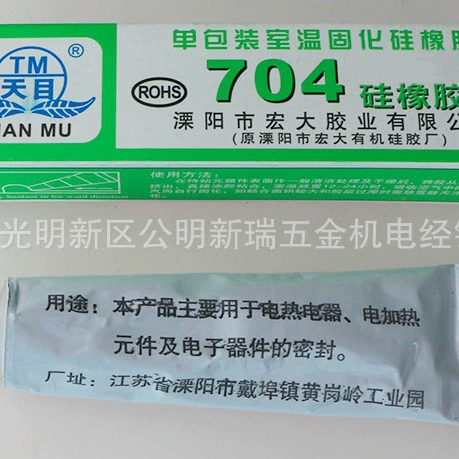 TM
®
天目
IAN MU
单包装室温固化硅橡胶
ROHS
704 硅橡胶
溧阳市宏大胶业有限公
(原溧阳市宏大有机硅胶厂)
使用方法:
光明新区公明新瑞五金机电经
用途:本产品主要用于电热电器、电加热
元件及电子器件的密封。
厂址:江苏省溧阳市戴埠镇黄岗岭工业园